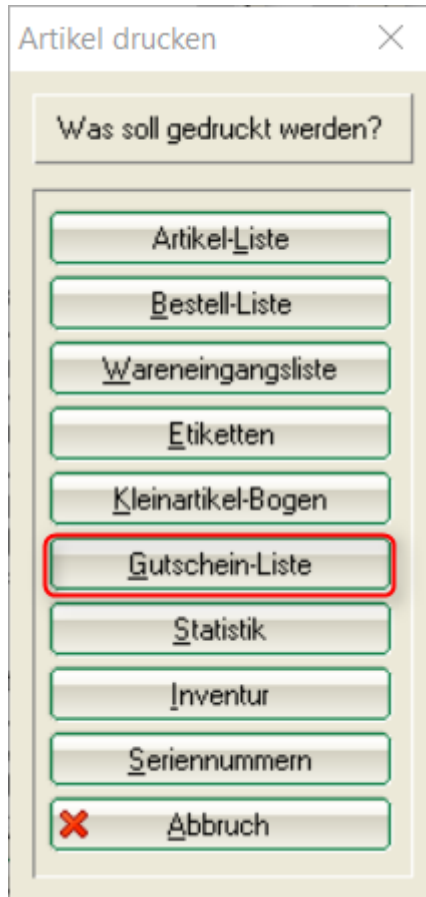 Artikel drucken
Was soll gedruckt werden?
Artikel-Liste
Bestell-Liste
Wareneingangsliste
Etiketten
Kleinartikel-Bogen
Gutschein-Liste
Statistik
Inventur
Seriennummern
Abbruch